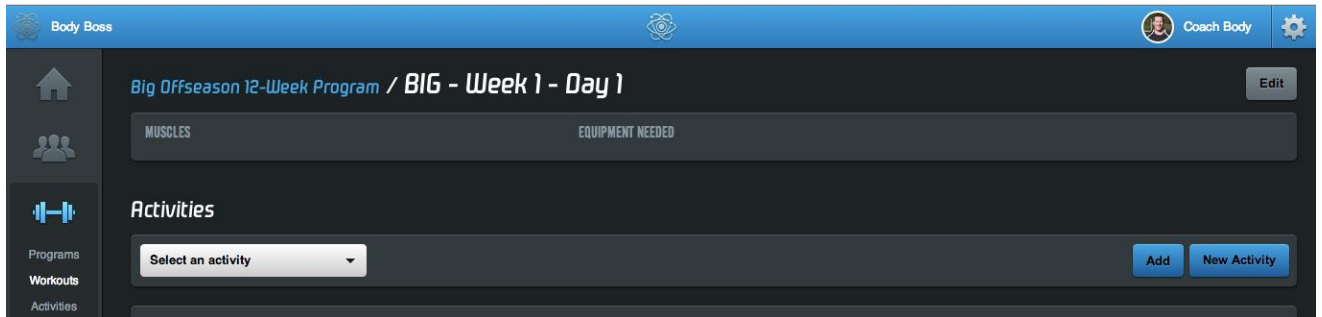 Body Boss
Coach Body
Big Offseason 12-Week Program / BIG - Week 1 - Day 1
Edit
MUSCLES
EQUIPMENT NEEDED
Activities
Select an activity
Add
New Activity
Programs
Workouts
Activities